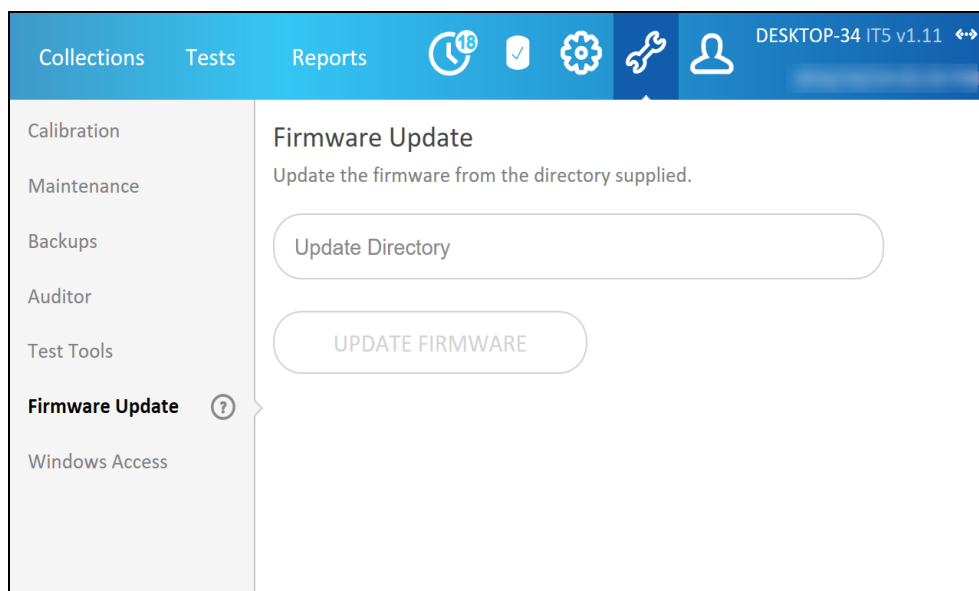 Collections Tests Reports 18 DESKTOP-34 IT5 v1.11
Calibration
Maintenance
Backups
Auditor
Test Tools
Firmware Update ?
Windows Access
Firmware Update
Update the firmware from the directory supplied.
Update Directory
UPDATE FIRMWARE